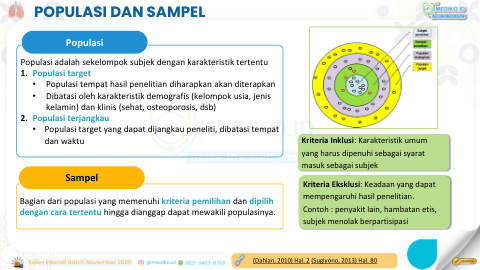 POPULASI DAN SAMPEL
Populasi
Populasi adalah sekelompok subjek dengan karakteristik tertentu
1. Populasi target
• Populasi tempat hasil penelitian diharapkan akan diterapkan
• Dibatasi oleh karakteristik demografis (kelompok usia, jenis
kelamin) dan klinis (sehat, osteoporosis, dsb)
2. Populasi terjangkau
• Populasi target yang dapat dijangkau peneliti, dibatasi tempat
dan waktu
Sampel
Bagian dari populasi yang memenuhi kriteria pemilihan dan dipilih
dengan cara tertentu hingga dianggap dapat mewakili populasinya.
Kriteria Inklusi: Karakteristik umum
yang harus dipenuhi sebagai syarat
masuk sebagai subjek
Kriteria Eksklusi: Keadaan yang dapat
mempengaruhi hasil penelitian.
Contoh : penyakit lain, hambatan etis,
subjek menolak berpartisipasi
(Dahlan, 2010) Hal. 2 (Sugiyono, 2013) Hal. 80